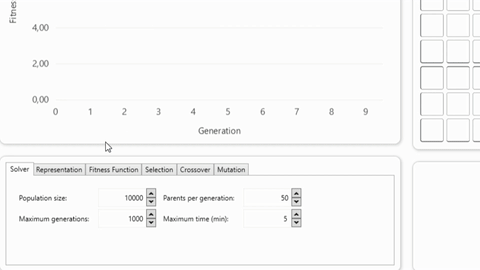 Fitnes
4,00
2,00
0,00
0 1 2 3 4 5 6 7 8 9
Generation
Solver Representation Fitness Function Selection Crossover Mutation
Population size: 10000 Parents per generation: 50
Maximum generations: 1000 Maximum time (min): 5